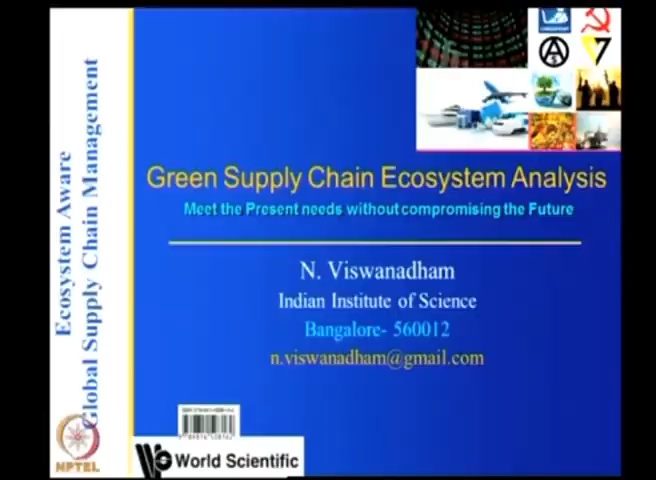 Ecosystem Aware
Global Supply Chain Management
Green Supply Chain Ecosystem Analysis
Meet the Present needs without compromising the Future
N. Viswanadham
Indian Institute of Science
Bangalore- 560012
n.viswanadham@gmail.com
World Scientific
NPTEL